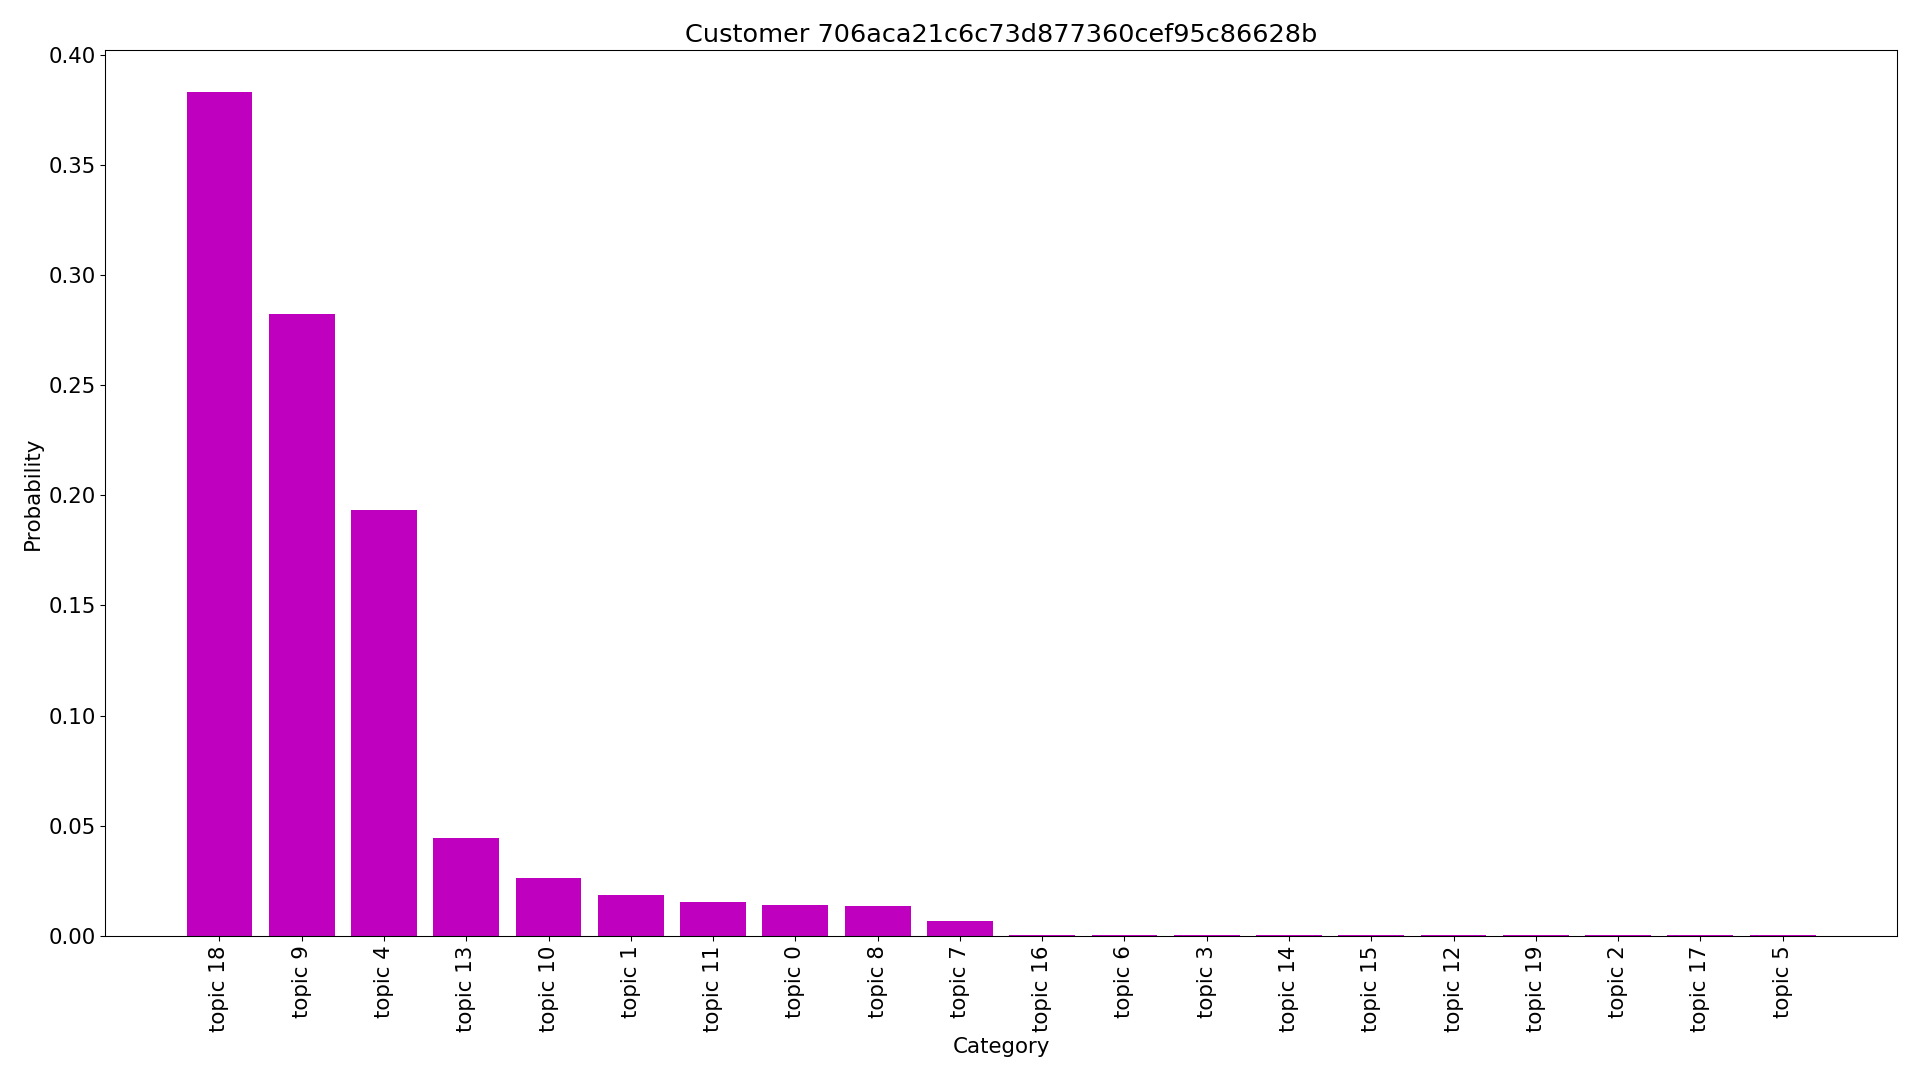 Customer 706aca21c6c73d877360cef95c86628b
Probability
0.40
0.35
0.30
0.25
0.20
0.15
0.10
0.05
0.00
topic 18
topic 9
topic 4
topic 13
topic 10
topic 1
topic 11
topic 0
topic 8
topic 7
topic 16
topic 6
topic 3
topic 14
topic 15
topic 12
topic 19
topic 2
topic 17
topic 5
Category